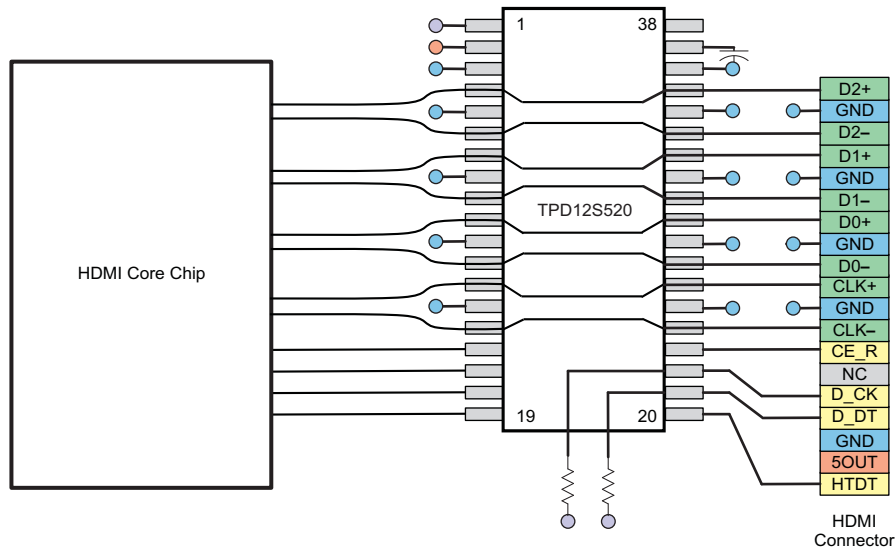 1
38
D2+
GND
D2–
D1+
GND
TPD12S520
D1–
D0+
GND
HDMI Core Chip
D0–
CLK+
GND
CLK–
CE_R
NC
D_CK
19
20
D_DT
GND
5OUT
HTDT
HDMI
Connector